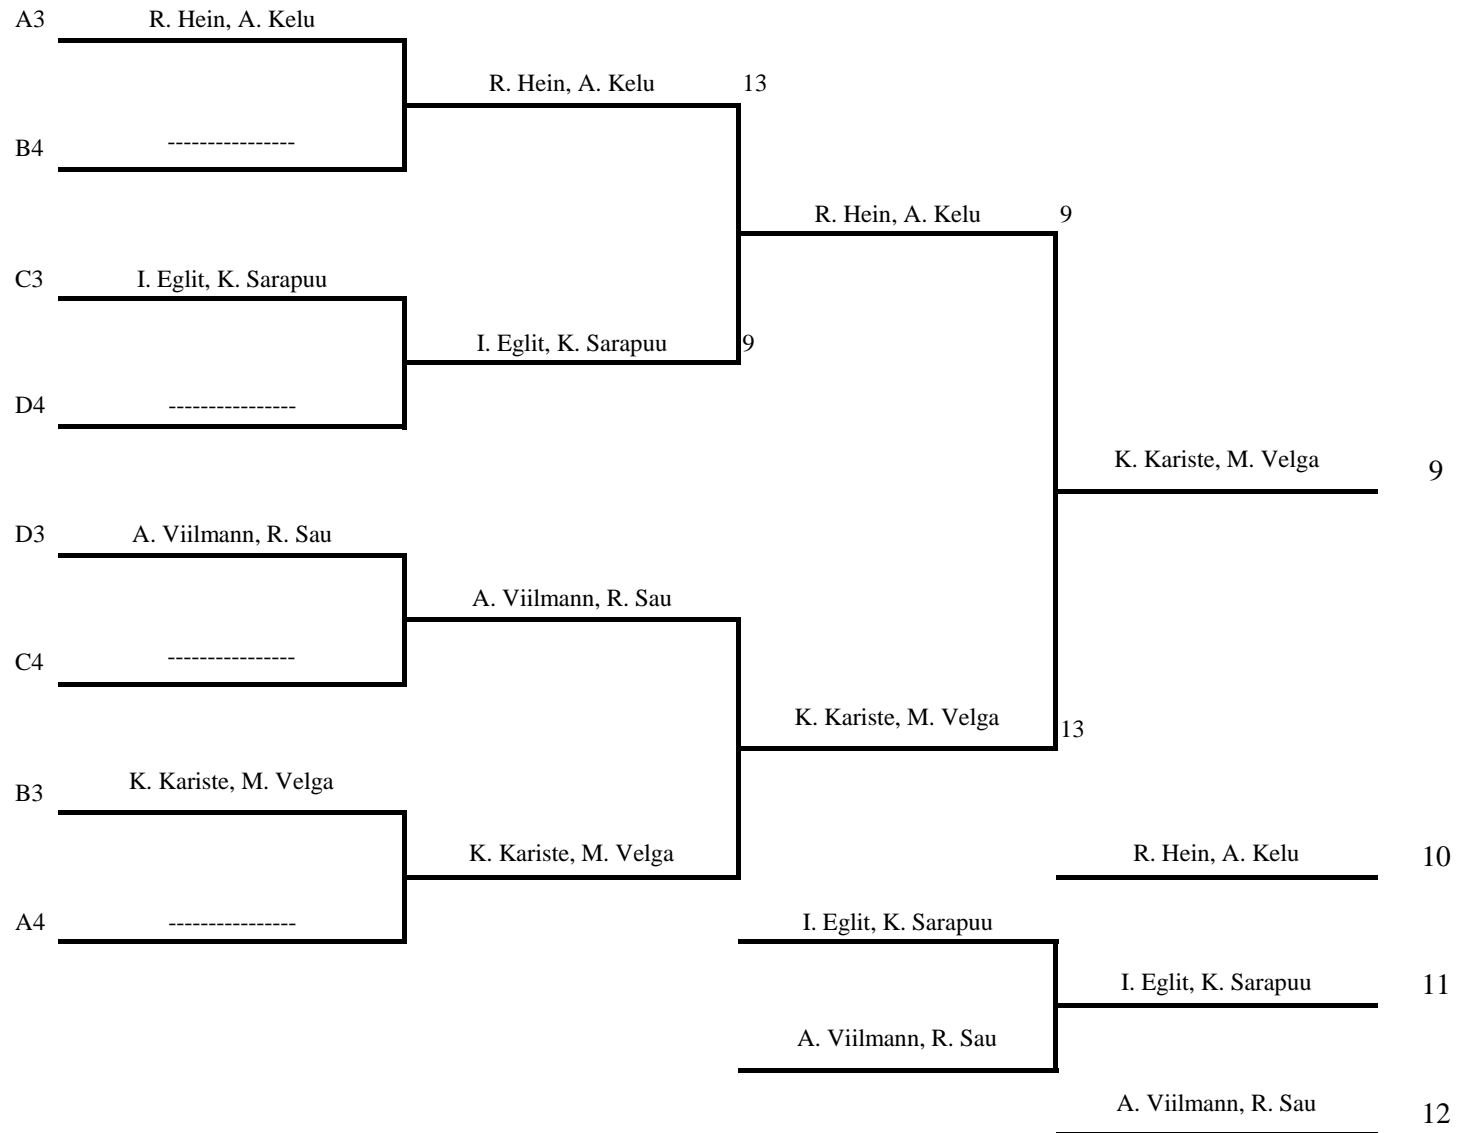 A3 R. Hein, A. Kelu
R. Hein, A. Kelu 13
B4 ----------------
R. Hein, A. Kelu 9
C3 I. Eglit, K. Sarapuu
I. Eglit, K. Sarapuu 9
D4 ----------------
K. Kariste, M. Velga 9
D3 A. Viilmann, R. Sau
A. Viilmann, R. Sau
C4 ----------------
K. Kariste, M. Velga 13
B3 K. Kariste, M. Velga
K. Kariste, M. Velga
R. Hein, A. Kelu 10
A4 ----------------
I. Eglit, K. Sarapuu
I. Eglit, K. Sarapuu 11
A. Viilmann, R. Sau
A. Viilmann, R. Sau 12